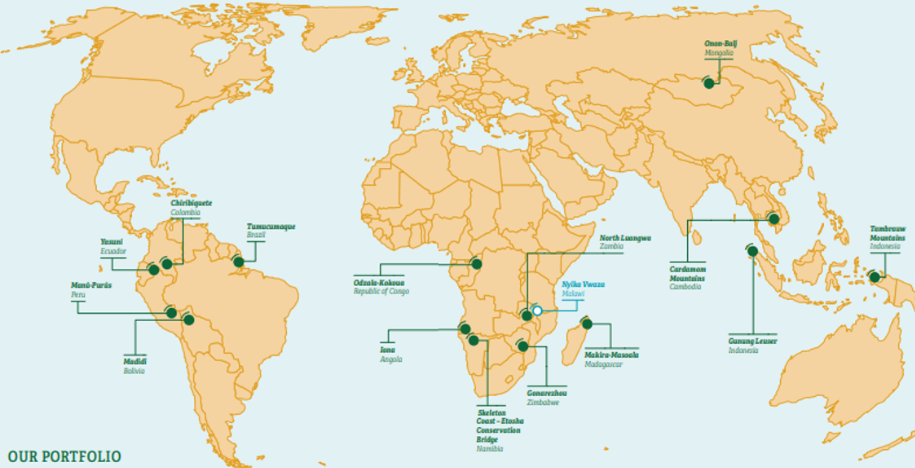 Onon-Balj
Mongolia
Chiribiquete
Colombia
Tumucumaque
Brazil
Yasuni
Ecuador
Manú-Purús
Peru
Madidi
Bolivia
North Luangwa
Zambia
Odzala-Kokoua
Republic of Congo
Nyika Vwaza
Malawi
Iona
Angola
Makira-Masoala
Madagascar
Gonarezhou
Zimbabwe
Skeleton
Coast – Etosha
Conservation
Bridge
Namibia
Cardamom
Mountains
Cambodia
Tambrauw
Mountains
Indonesia
Gunung Leuser
Indonesia
OUR PORTFOLIO